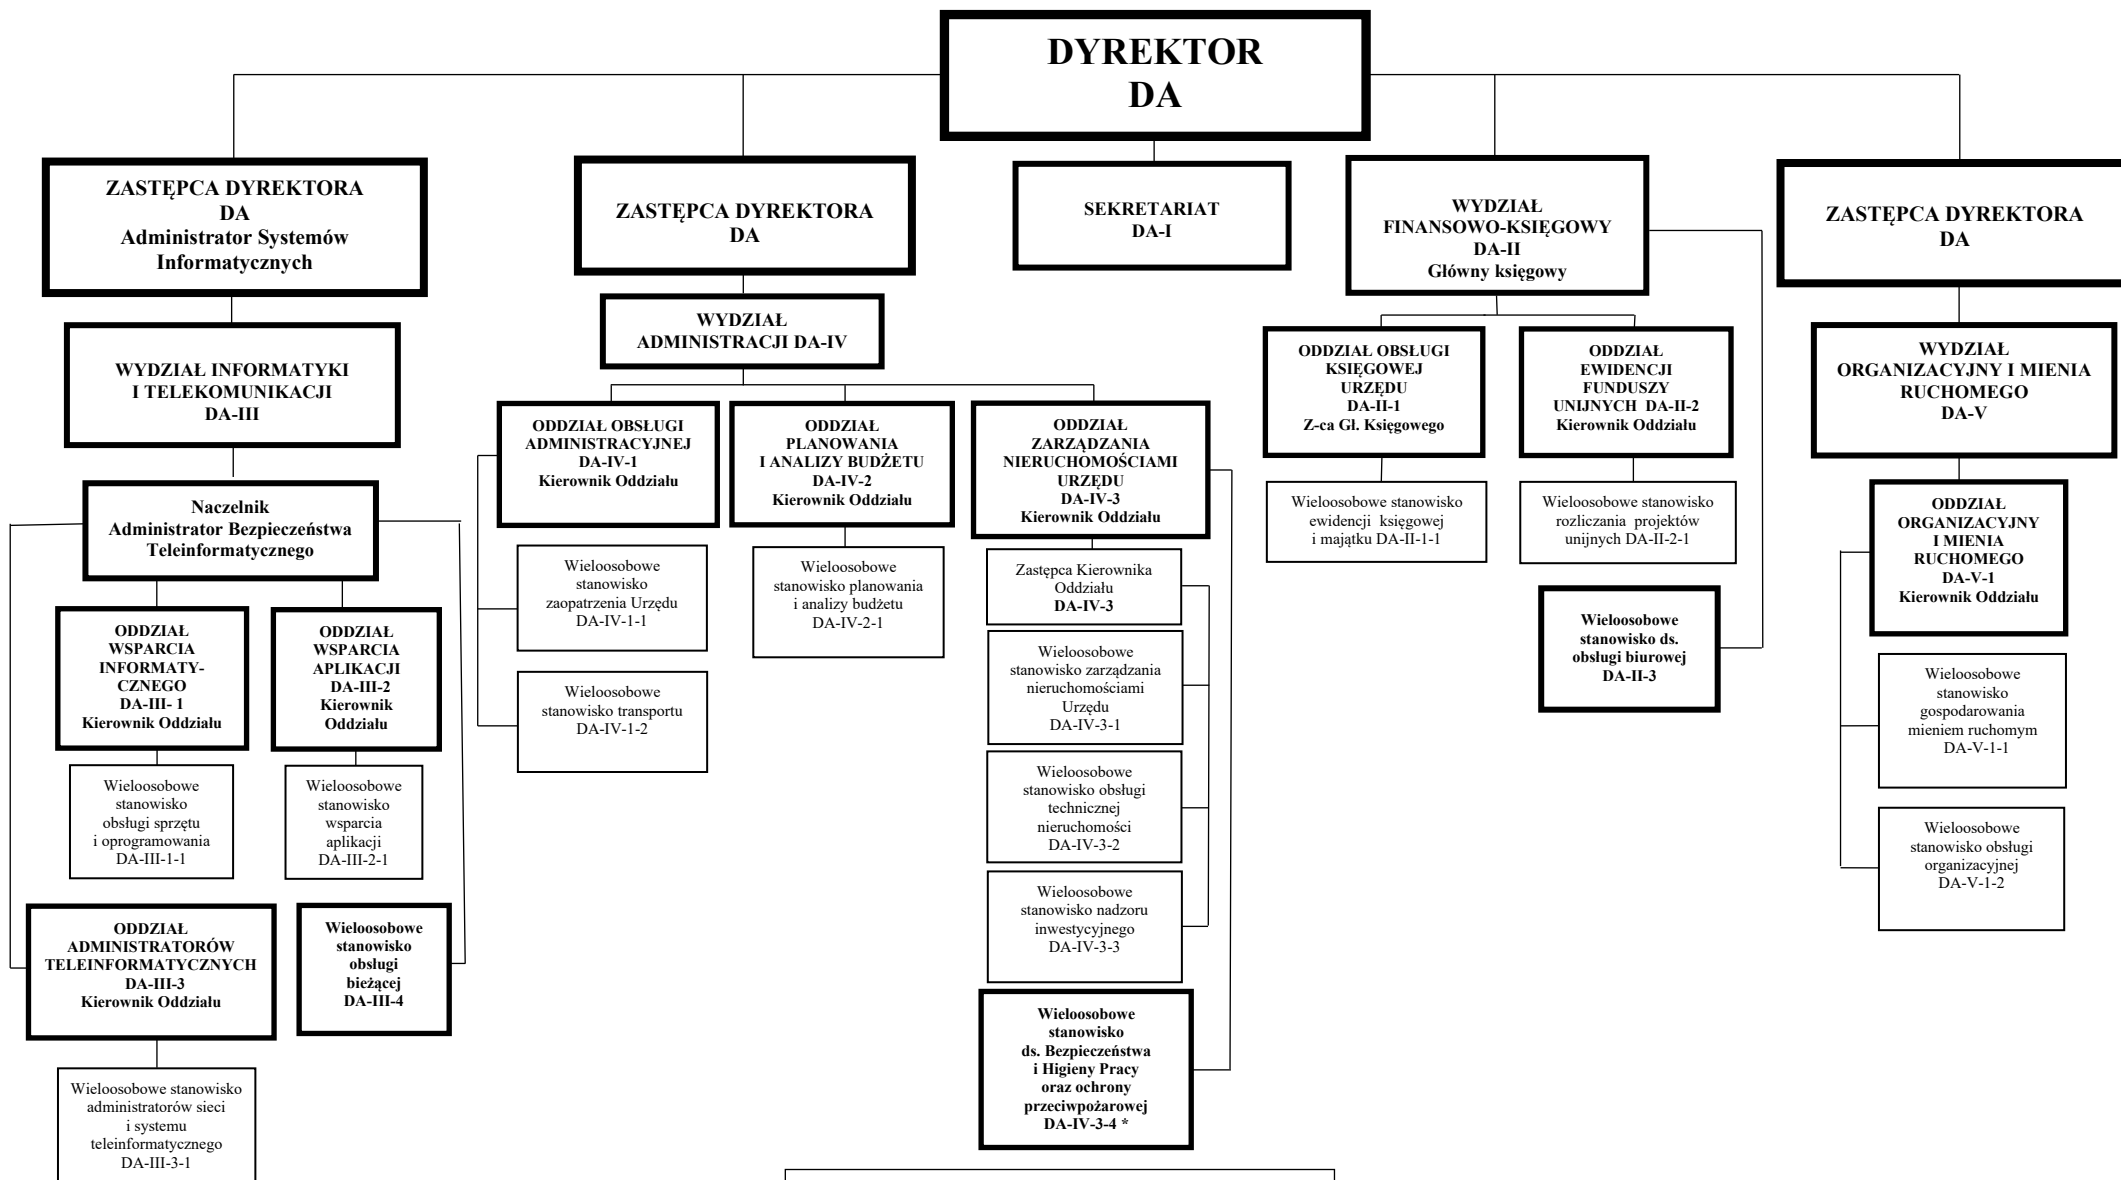 DYREKTOR
DA
ZASTĘPCA DYREKTORA
DA
Administrator Systemów
Informatycznych
ZASTĘPCA DYREKTORA
DA
SEKRETARIAT
DA-I
WYDZIAŁ
FINANSOWO-KSIĘGOWY
DA-II
Główny księgowy
ZASTĘPCA DYREKTORA
DA
WYDZIAŁ INFORMATYKI
I TELEKOMUNIKACJI
DA-III
WYDZIAŁ
ADMINISTRACJI DA-IV
ODDZIAŁ OBSŁUGI
KSIĘGOWEJ
URZĘDU
DA-II-1
Z-ca Gł. Księgowego
ODDZIAŁ
EWIDENCJI
FUNDUSZY
UNIJNYCH DA-II-2
Kierownik Oddziału
WYDZIAŁ
ORGANIZACYJNY I MIENIA
RUCHOMEGO
DA-V
Naczelnik
Administrator Bezpieczeństwa
Teleinformatycznego
ODDZIAŁ OBSŁUGI
ADMINISTRACYJNEJ
DA-IV-1
Kierownik Oddziału
ODDZIAŁ
PLANOWANIA
I ANALIZY BUDŻETU
DA-IV-2
Kierownik Oddziału
ODDZIAŁ
ZARZĄDZANIA
NIERUCHOMOŚCIAMI
URZĘDU
DA-IV-3
Kierownik Oddziału
Wieloosobowe stanowisko
ewidencji księgowej
i majątku DA-II-1-1
Wieloosobowe stanowisko
rozliczania projektów
unijnych DA-II-2-1
ODDZIAŁ
ORGANIZACYJNY
I MIENIA
RUCHOMEGO
DA-V-1
Kierownik Oddziału
ODDZIAŁ
WSPARCIA
INFORMATY-
CZNEGO
DA-III- 1
Kierownik Oddziału
ODDZIAŁ
WSPARCIA
APLIKACJI
DA-III-2
Kierownik
Oddziału
Wieloosobowe
stanowisko
zaopatrzenia Urzędu
DA-IV-1-1
Wieloosobowe
stanowisko planowania
i analizy budżetu
DA-IV-2-1
Zastępca Kierownika
Oddziału
DA-IV-3
Wieloosobowe
stanowisko ds.
obsługi biurowej
DA-II-3
Wieloosobowe
stanowisko transportu
DA-IV-1-2
Wieloosobowe
stanowisko zarządzania
nieruchomościami
Urzędu
DA-IV-3-1
Wieloosobowe
stanowisko
gospodarowania
mieniem ruchomym
DA-V-1-1
Wieloosobowe
stanowisko
obsługi sprzętu
i oprogramowania
DA-III-1-1
Wieloosobowe
stanowisko
wsparcia
aplikacji
DA-III-2-1
Wieloosobowe
stanowisko obsługi
technicznej
nieruchomości
DA-IV-3-2
Wieloosobowe
stanowisko obsługi
organizacyjnej
DA-V-1-2
ODDZIAŁ
ADMINISTRATORÓW
TELEINFORMATYCZNYCH
DA-III-3
Kierownik Oddziału
Wieloosobowe
stanowisko
obsługi
bieżącej
DA-III-4
Wieloosobowe
stanowisko nadzoru
inwestycyjnego
DA-IV-3-3
Wieloosobowe
stanowisko
ds. Bezpieczeństwa
i Higieny Pracy
oraz ochrony
przeciwpożarowej
DA-IV-3-4 *
Wieloosobowe stanowisko
administratorów sieci
i systemu
teleinformatycznego
DA-III-3-1